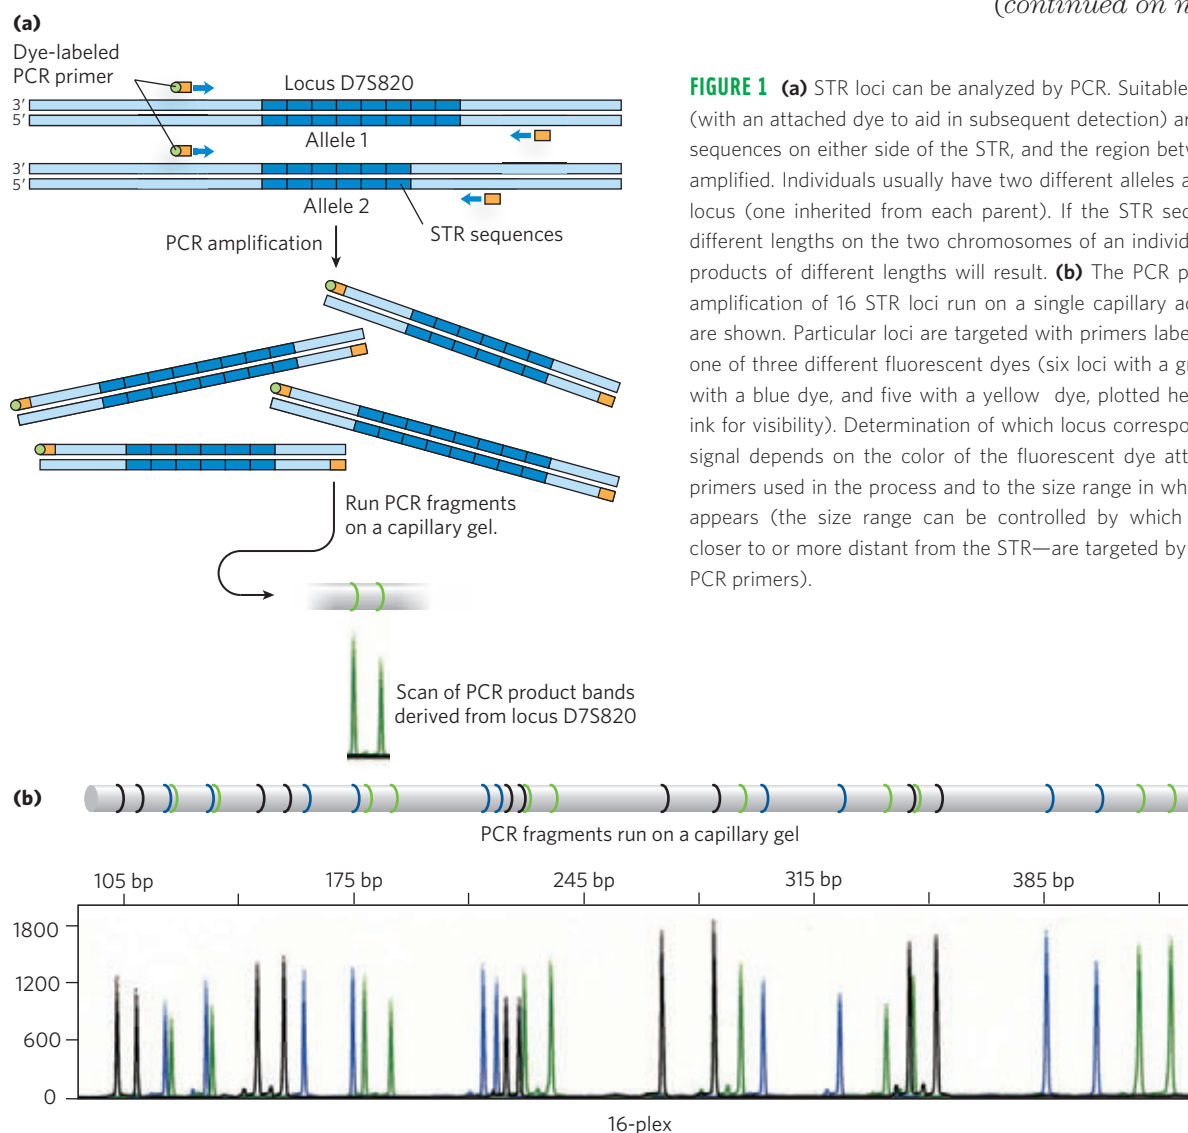 (continued on
(a)
Dye-labeled
PCR primer
Locus D7S820
3′
5′
Allele 1
3′
5′
Allele 2
STR sequences
PCR amplification
Run PCR fragments
on a capillary gel.
Scan of PCR product bands
derived from locus D7S820
FIGURE 1 (a) STR loci can be analyzed by PCR. Suitable
(with an attached dye to aid in subsequent detection)
sequences on either side of the STR, and the region
amplified. Individuals usually have two different alleles
locus (one inherited from each parent). If the STR
different lengths on the two chromosomes of an
products of different lengths will result. (b) The PCR
amplification of 16 STR loci run on a single capillary
are shown. Particular loci are targeted with primers
one of three different fluorescent dyes (six loci with a
with a blue dye, and five with a yellow dye, plotted
ink for visibility). Determination of which locus
signal depends on the color of the fluorescent dye
primers used in the process and to the size range in
appears (the size range can be controlled by which
closer to or more distant from the STR—are targeted by
PCR primers).
(b)
PCR fragments run on a capillary gel
105 bp 175 bp 245 bp 315 bp 385 bp
1800
1200
600
0
16-plex